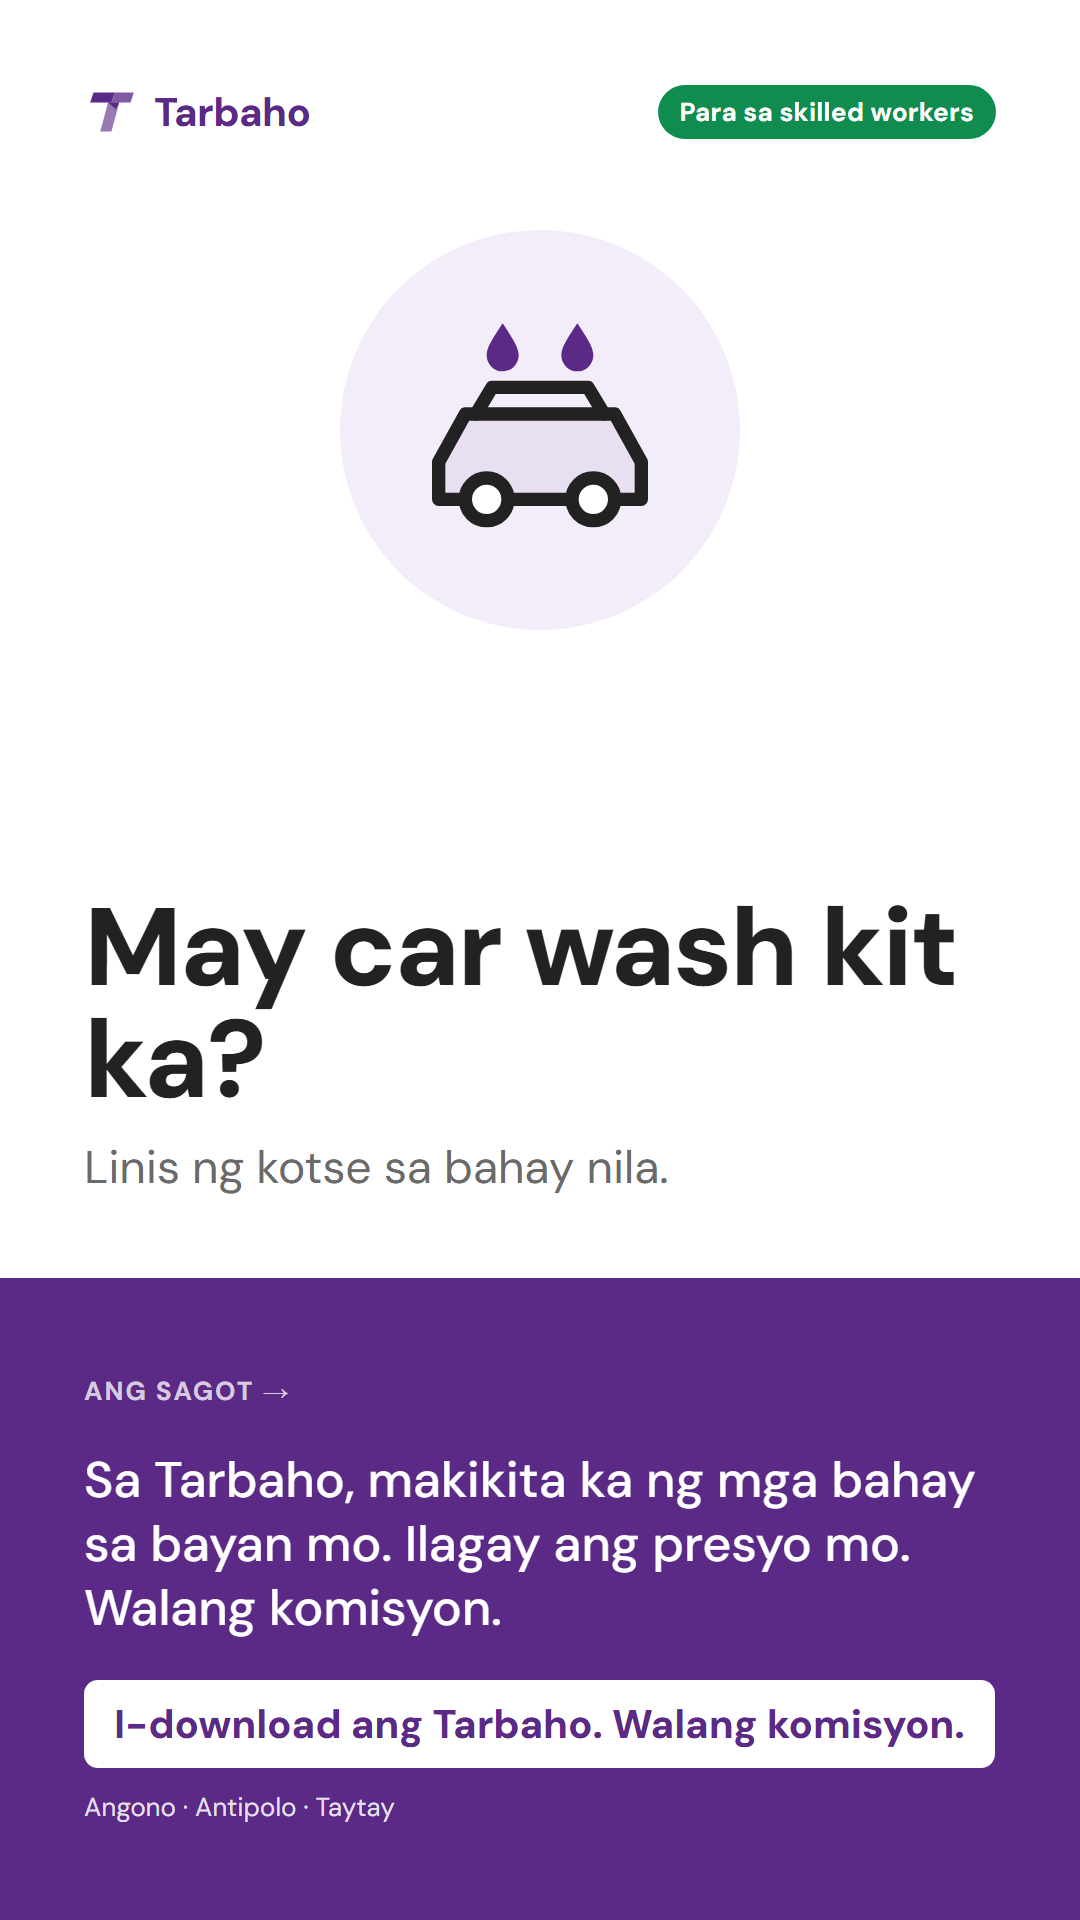 Tarbaho
Para sa skilled workers
May car wash kit
ka?
Linis ng kotse sa bahay nila.
ANG SAGOT →
Sa Tarbaho, makikita ka ng mga bahay
sa bayan mo. Ilagay ang presyo mo.
Walang komisyon.
I-download ang Tarbaho. Walang komisyon.
Angono · Antipolo · Taytay